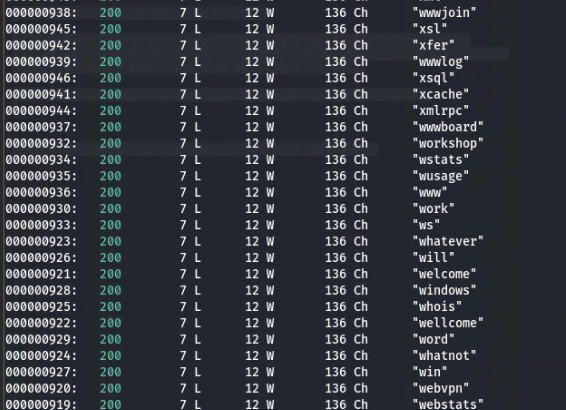 000000938: 200 7 L 12 W 136 Ch "wwwjoin"
000000945: 200 7 L 12 W 136 Ch "xsl"
000000942: 200 7 L 12 W 136 Ch "xfer"
000000939: 200 7 L 12 W 136 Ch "wwwlog"
000000946: 200 7 L 12 W 136 Ch "xsql"
000000941: 200 7 L 12 W 136 Ch "xcache"
000000944: 200 7 L 12 W 136 Ch "xmlrpc"
000000937: 200 7 L 12 W 136 Ch "wwwboard"
000000932: 200 7 L 12 W 136 Ch "workshop"
000000934: 200 7 L 12 W 136 Ch "wstats"
000000935: 200 7 L 12 W 136 Ch "wusage"
000000936: 200 7 L 12 W 136 Ch "www"
000000930: 200 7 L 12 W 136 Ch "work"
000000933: 200 7 L 12 W 136 Ch "ws"
000000923: 200 7 L 12 W 136 Ch "whatever"
000000926: 200 7 L 12 W 136 Ch "will"
000000921: 200 7 L 12 W 136 Ch "welcome"
000000928: 200 7 L 12 W 136 Ch "windows"
000000925: 200 7 L 12 W 136 Ch "whois"
000000922: 200 7 L 12 W 136 Ch "wellcome"
000000929: 200 7 L 12 W 136 Ch "word"
000000924: 200 7 L 12 W 136 Ch "whatnot"
000000927: 200 7 L 12 W 136 Ch "win"
000000920: 200 7 L 12 W 136 Ch "webvpn"
000000919: 200 7 L 12 W 136 Ch "webstats"